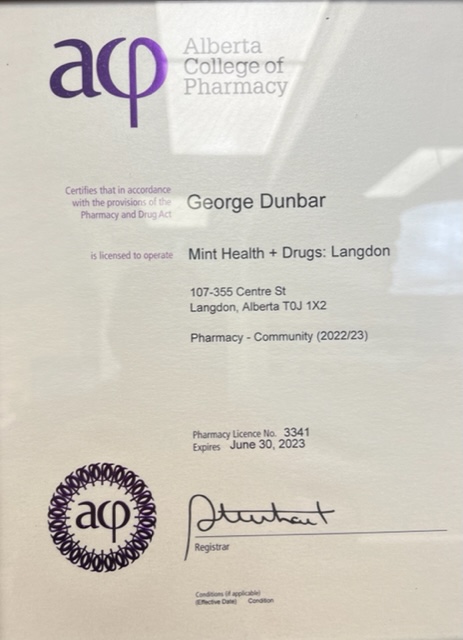 acp
Alberta
College of
Pharmacy
Certifies that in accordance
with the provisions of the
Pharmacy and Drug Act
George Dunbar
is licensed to operate
Mint Health + Drugs: Langdon
107-355 Centre St
Langdon, Alberta T0J 1X2
Pharmacy - Community (2022/23)
Pharmacy Licence No. 3341
Expires June 30, 2023
acp
Registrar
Conditions (if applicable)
(Effective Date) Condition